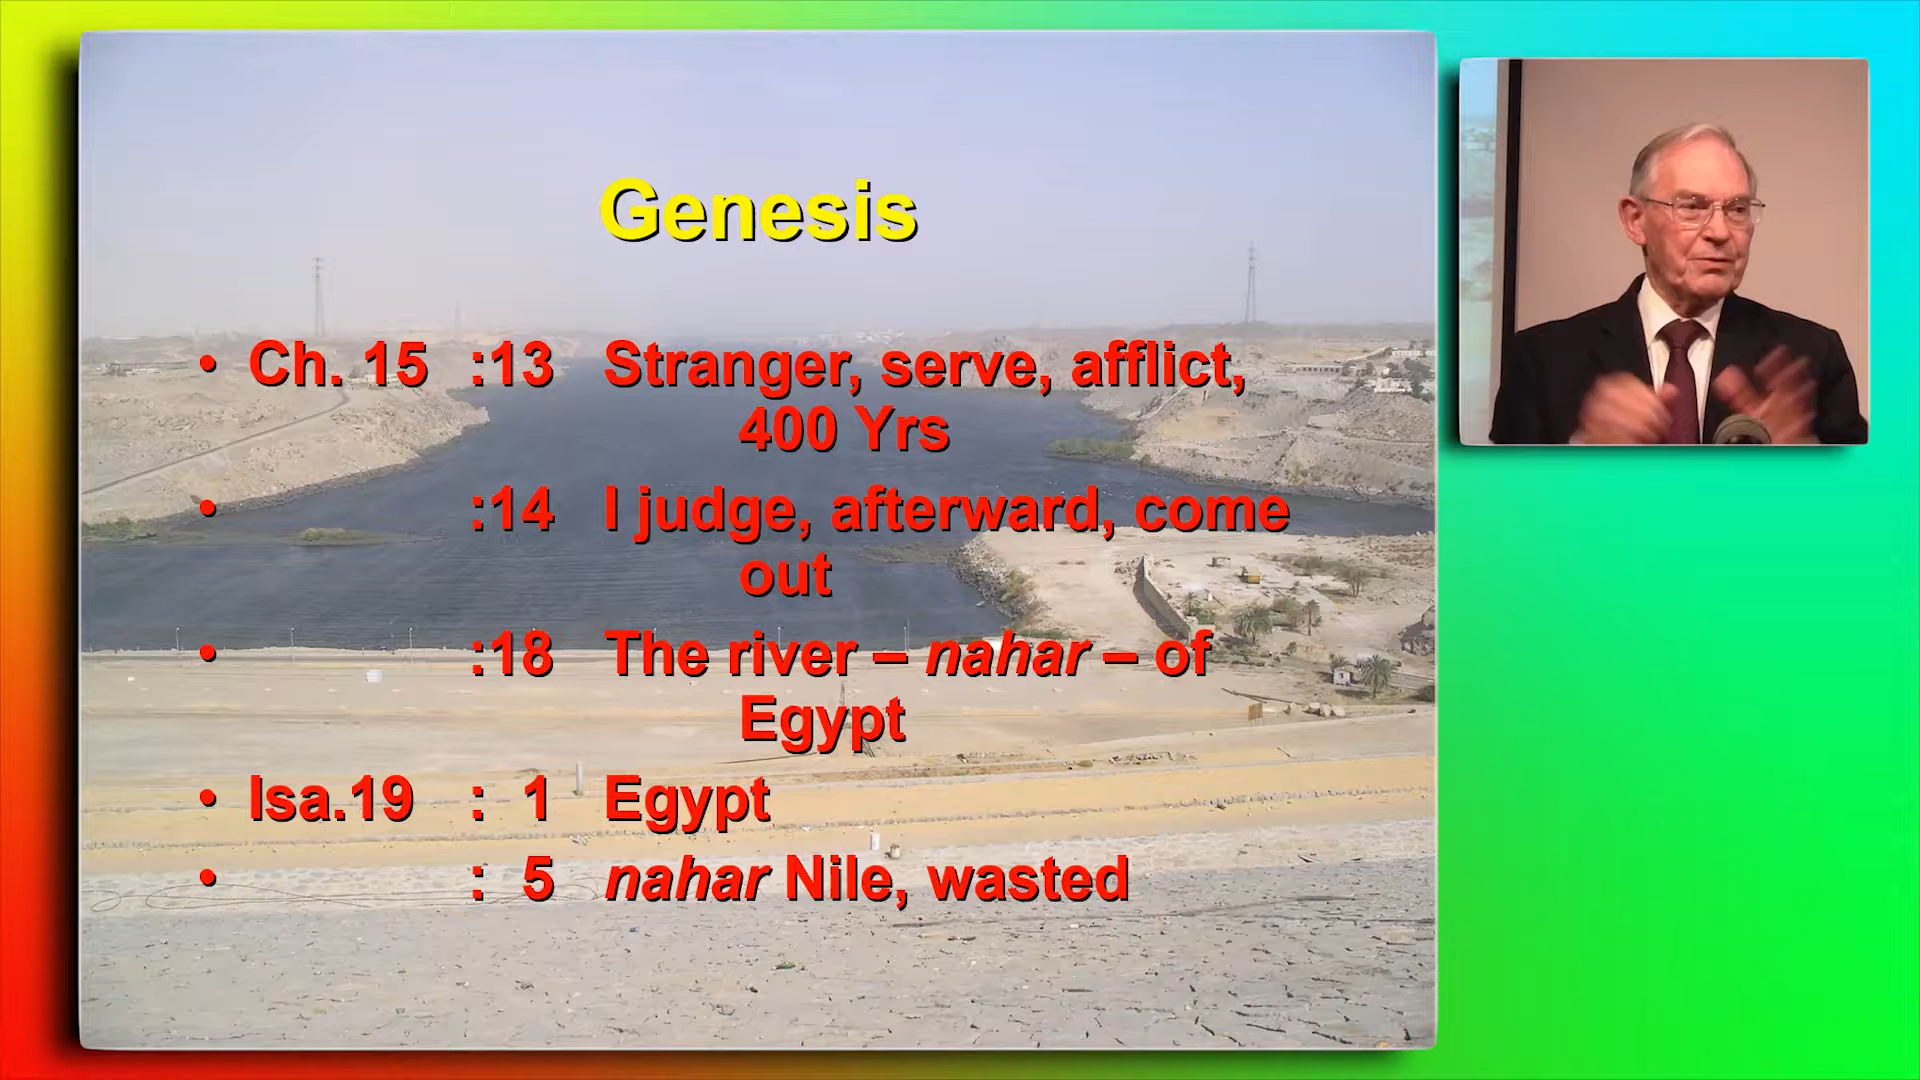 Genesis
• Ch. 15 :13 Stranger, serve, afflict,
400 Yrs
• :14 I judge, afterward, come
out
• :18 The river – nahar – of
Egypt
• Isa.19 : 1 Egypt
• : 5 nahar Nile, wasted